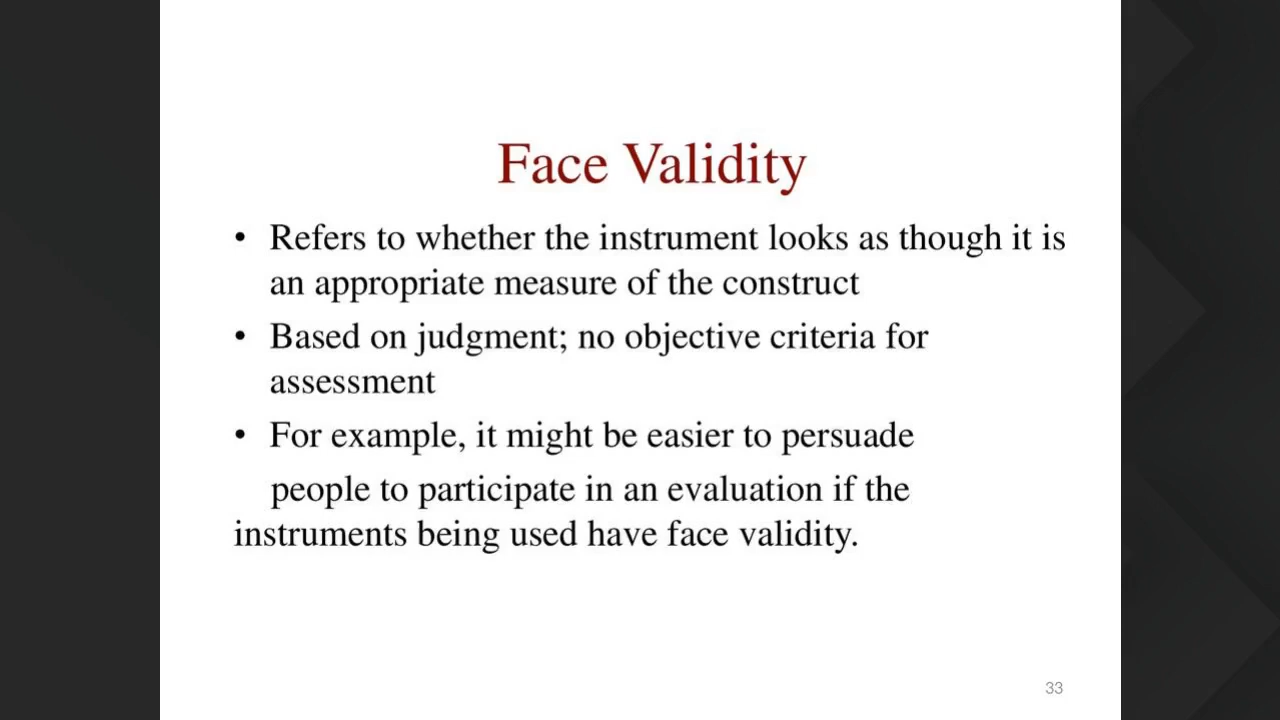 Face Validity
• Refers to whether the instrument looks as though it is
an appropriate measure of the construct
• Based on judgment; no objective criteria for
assessment
• For example, it might be easier to persuade
people to participate in an evaluation if the
instruments being used have face validity.
33